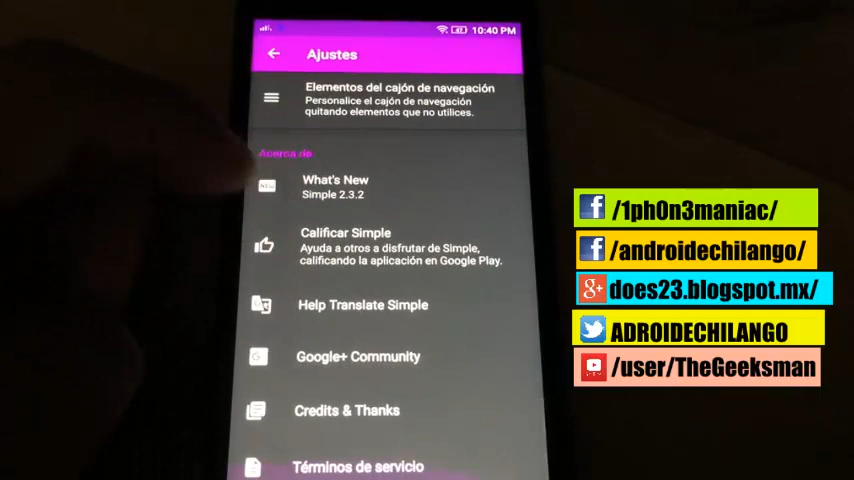 10:40 PM
Ajustes
Elementos del cajón de navegación
Personalice el cajón de navegación
quitando elementos que no utilices.
Acerca de
NEW
What's New
Simple 2.3.2
Calificar Simple
Ayuda a otros a disfrutar de Simple,
calificando la aplicación en Google Play.
Help Translate Simple
Google+ Community
Credits & Thanks
Términos de servicio
/1ph0n3maniac/
/androidechilango/
does23.blogspot.mx/
ADROIDECHILANGO
/user/TheGeeksman